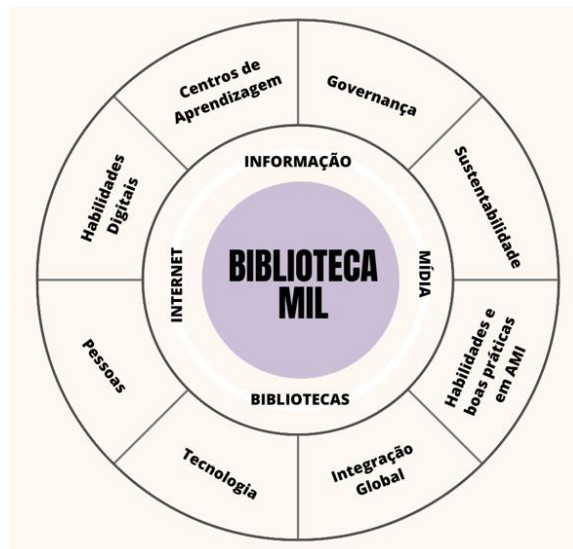 Centros de
Aprendizagem
Governança
Sustentabilidade
Habilidades e
boas práticas
em AMI
Integração
Global
Tecnologia
Pessoas
Habilidades
Digitais
INFORMAÇÃO
MÍDIA
BIBLIOTECAS
INTERNET
BIBLIOTECA
MIL